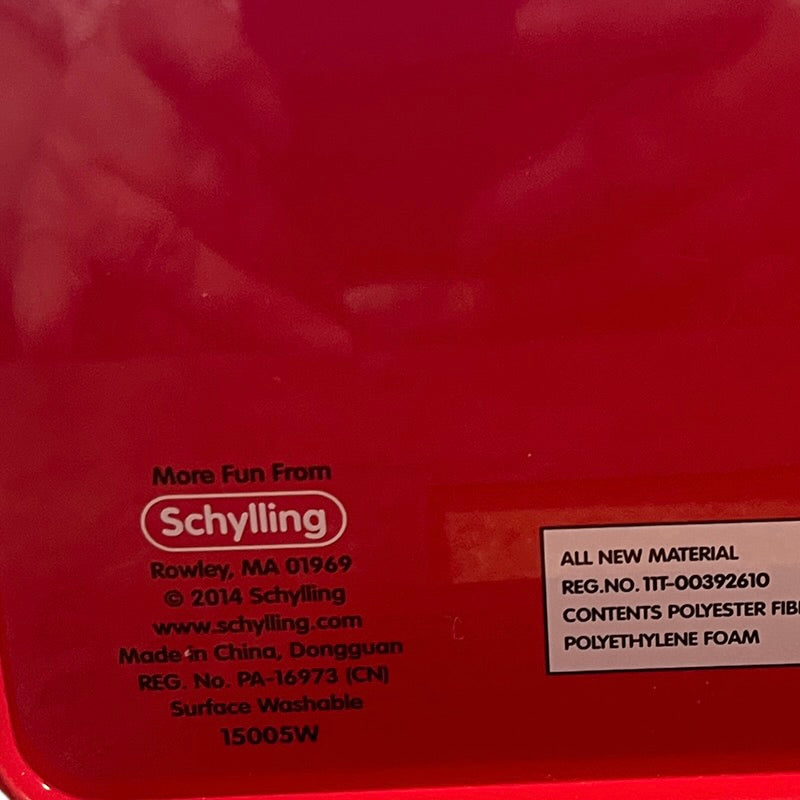 More Fun From
Schylling
Rowley, MA 01969
© 2014 Schylling
www.schylling.com
Made in China, Dongguan
REG. No. PA-16973 (CN)
Surface Washable
15005W
ALL NEW MATERIAL
REG.NO. 11T-00392610
CONTENTS POLYESTER
POLYETHYLENE FOAM